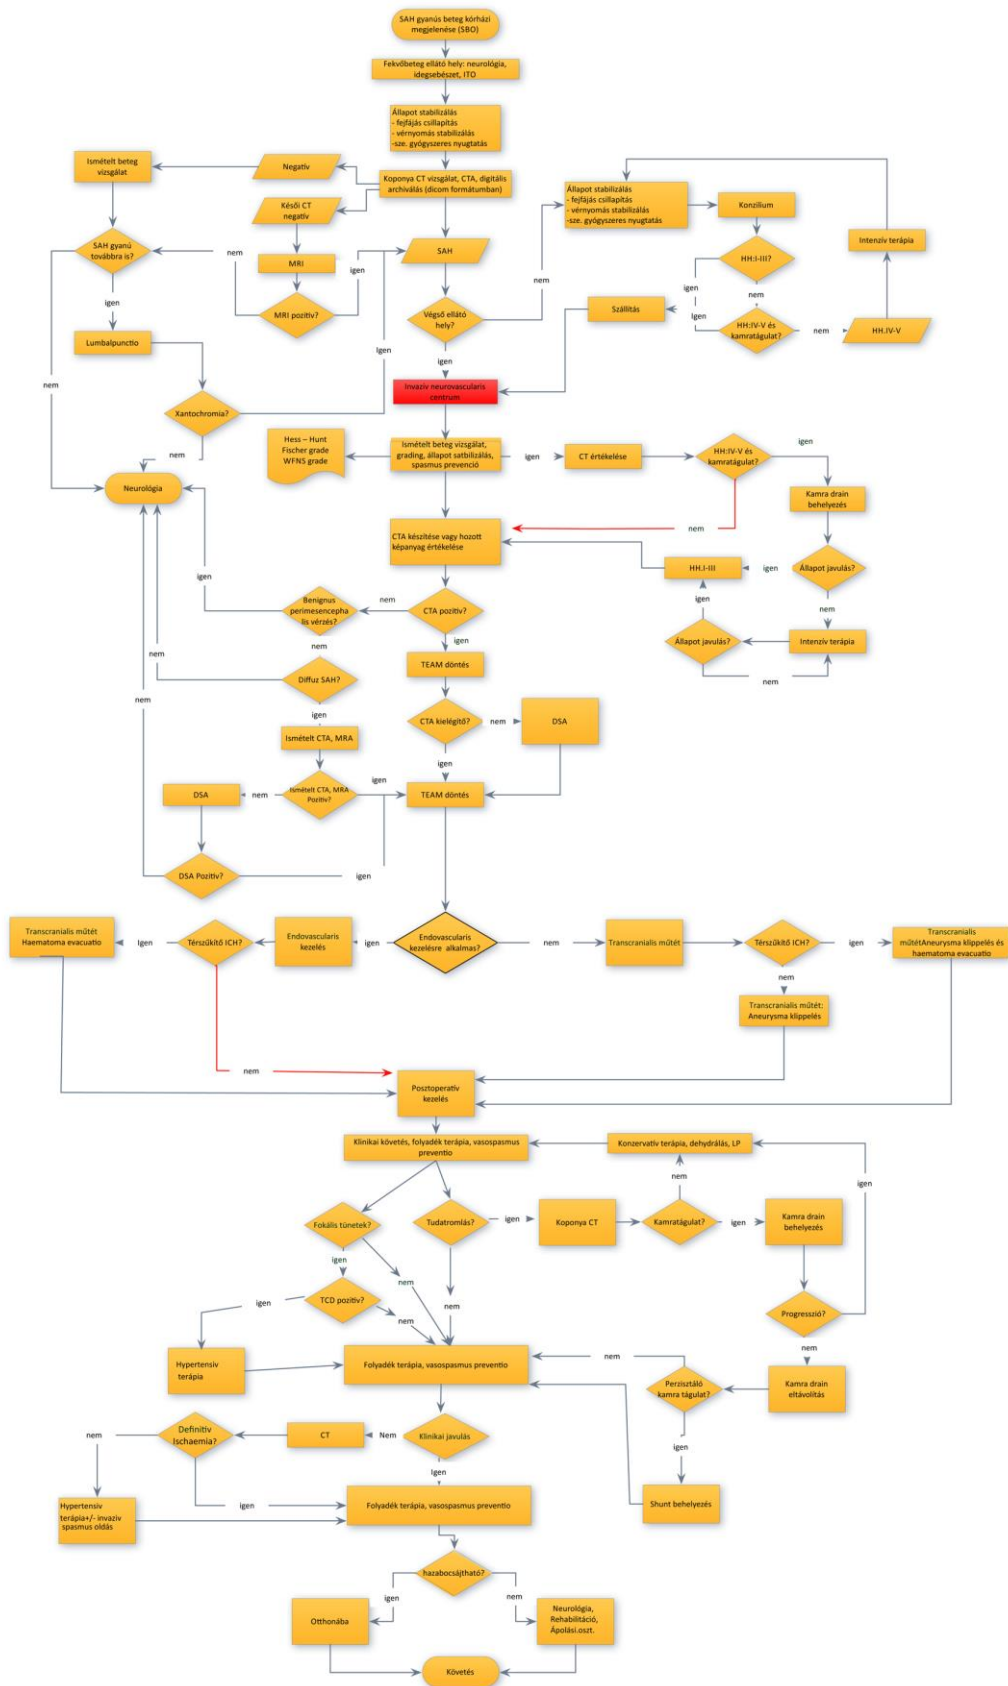 SAH gyanús beteg kórházi
megjelenése (SBO)
Fekvőbeteg ellátó hely: neurológia,
idegsebészet, ITO
Állapot stabilizálás
- fejfájás csillapítás
- vérnyomás stabilizálás
-sze. gyógyszeres nyugtatás
Ismételt beteg
vizsgálat
Negatív
Koponya CT vizsgálat, CTA, digitális
archiválás (dicom formátumban)
Késői CT
negatív
Állapot stabilizálás
- fejfájás csillapítás
- vérnyomás stabilizálás
-sze. gyógyszeres nyugtatás
Konzílium
Intenzív terápia
SAH gyanú
továbbra is?
nem
MRI
igen
SAH
nem
HH:I-III?
igen
MRI pozitiv?
igen
Végső ellátó
hely?
Szállítás
igen
nem
igen
HH:IV-V és
kamratágulat?
nem
HH.IV-V
Lumbalpunctio
Igen
igen
nem
Xantochromia?
Invaziv neurovascularis
centrum
nem
Hess – Hunt
Fischer grade
WFNS grade
Ismételt beteg vizsgálat,
grading, állapot satbilizálás,
spasmus prevenció
igen
CT értékelése
HH:IV-V és
kamratágulat?
igen
Neurológia
Kamra drain
behelyezés
nem
CTA készítése vagy hozott
képanyag értékelése
HH.I-III
igen
Állapot javulás?
igen
Benignus
perimesencepha
lis vérzés?
nem
CTA pozitiv?
igen
nem
igen
Állapot javulás?
Intenzív terápia
nem
nem
TEAM döntés
nem
Diffuz SAH?
nem
igen
CTA kielégítő?
nem
DSA
Ismételt CTA, MRA
igen
DSA
nem
Ismételt CTA, MRA
Pozitiv?
igen
TEAM döntés
DSA Pozitiv?
igen
Transcranialis műtét
Haematoma evacuatio
Igen
Térszűkítő ICH?
Endovascularis
kezelés
igen
Endovascularis
kezelésre alkalmas?
nem
Transcranialis műtét
Térszűkítő ICH?
igen
Transcranialis
műtétAneurysma klippelés és
haematoma evacuatio
nem
Transcranialis műtét:
Aneurysma klippelés
nem
Posztoperatív
kezelés
Klinikai követés, folyadék terápia, vasospasmus
preventio
Konzervatív terápia, dehydrálás, LP
igen
nem
Fokális tünetek?
Tudatromlás?
igen
Koponya CT
Kamratágulat?
igen
Kamra drain
behelyezés
igen
nem
TCD pozitiv?
igen
nem
nem
Progresszió?
igen
nem
Hypertensiv
terápia
Folyadék terápia, vasospasmus preventio
nem
Perzisztáló
kamra tágulat?
Kamra drain
eltávolítás
nem
Definitiv
Ischaemia?
CT
Nem
Klinikai javulás
igen
Igen
Hypertensiv
terápia+/- invaziv
spasmus oldás
igen
Folyadék terápia, vasospasmus preventio
Shunt behelyezés
hazabocsájtható?
igen
nem
Otthonába
Neurológia,
Rehabilitáció,
Ápolási.oszt.
Követés